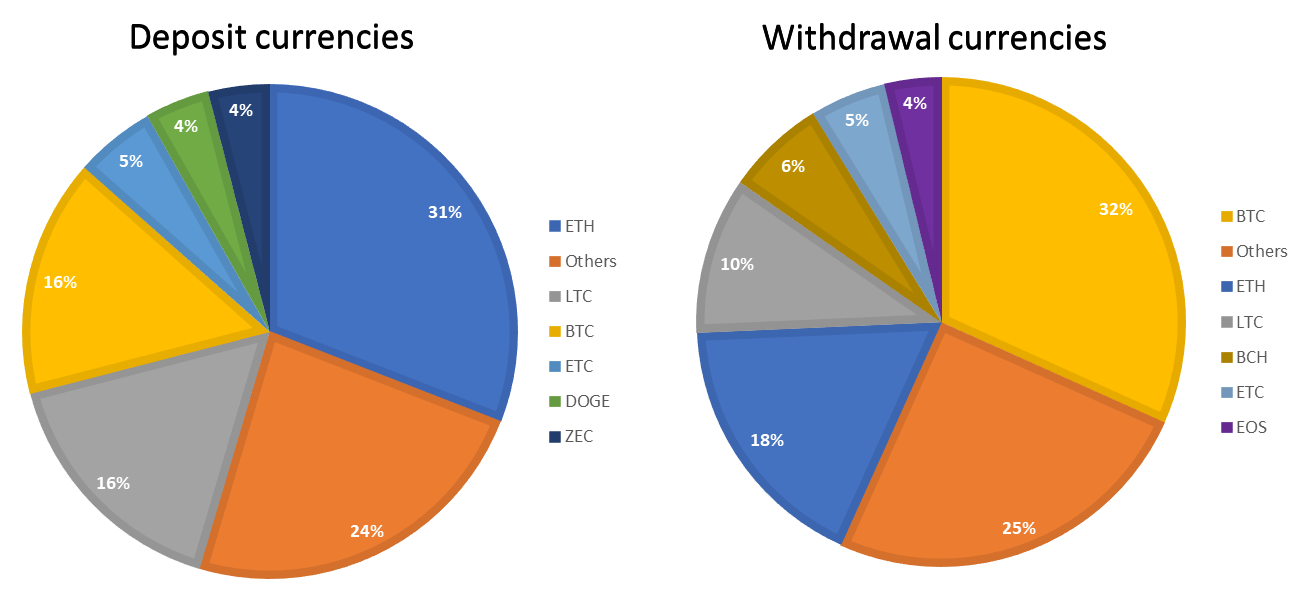 Deposit currencies
4%
4%
5%
31%
16%
16%
24%
ETH
Others
LTC
BTC
ETC
DOGE
ZEC
Withdrawal currencies
4%
5%
6%
32%
10%
18%
25%
BTC
Others
ETH
LTC
BCH
ETC
EOS